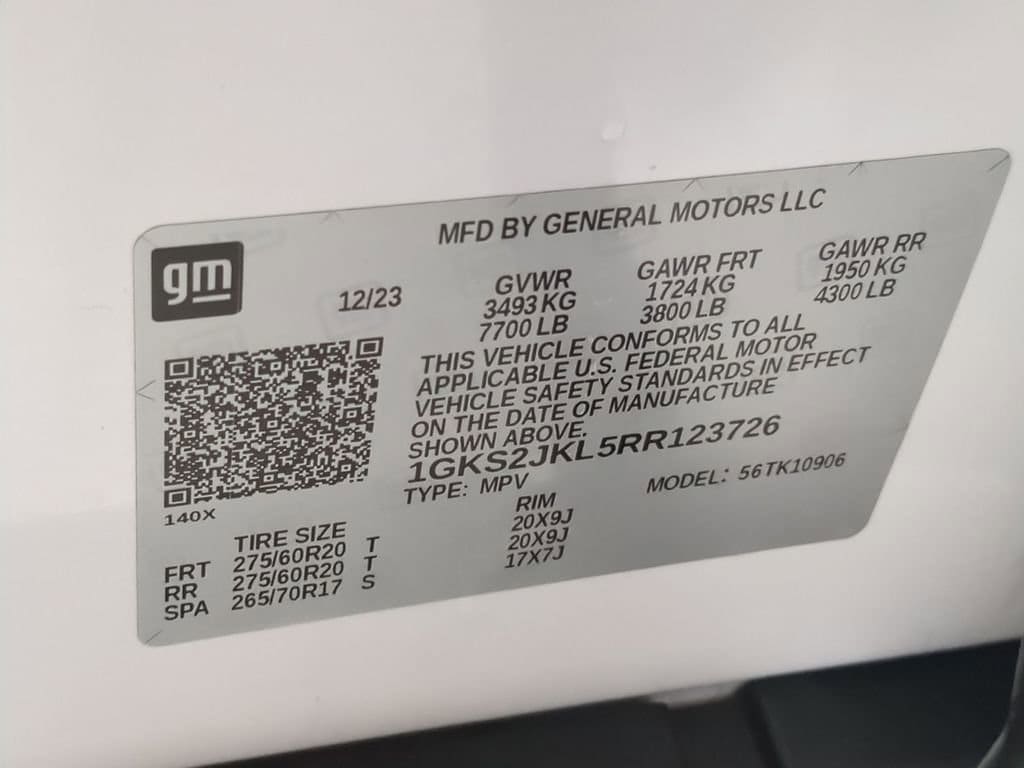 MFD BY GENERAL MOTORS LLC
gm
12/23
GVWR
3493 KG
7700 LB
GAWR FRT
1724 KG
3800 LB
GAWR RR
1950 KG
4300 LB
THIS VEHICLE CONFORMS TO ALL
APPLICABLE U.S. FEDERAL MOTOR
VEHICLE SAFETY STANDARDS IN EFFECT
ON THE DATE OF MANUFACTURE
SHOWN ABOVE.
1GKS2JKL5RR123726
TYPE: MPV
MODEL: 56TK10906
140X
TIRE SIZE RIM
FRT 275/60R20 T 20X9J
RR 275/60R20 T 20X9J
SPA 265/70R17 S 17X7J